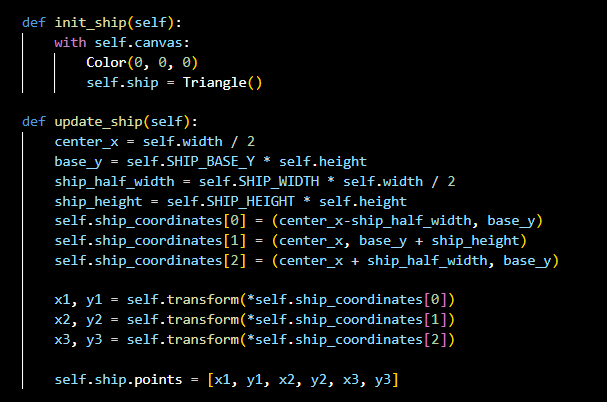 def init_ship(self):
    with self.canvas:
        Color(0, 0, 0)
        self.ship = Triangle()

def update_ship(self):
    center_x = self.width / 2
    base_y = self.SHIP_BASE_Y * self.height
    ship_half_width = self.SHIP_WIDTH * self.width / 2
    ship_height = self.SHIP_HEIGHT * self.height
    self.ship_coordinates[0] = (center_x-ship_half_width, base_y)
    self.ship_coordinates[1] = (center_x, base_y + ship_height)
    self.ship_coordinates[2] = (center_x + ship_half_width, base_y)

    x1, y1 = self.transform(*self.ship_coordinates[0])
    x2, y2 = self.transform(*self.ship_coordinates[1])
    x3, y3 = self.transform(*self.ship_coordinates[2])

    self.ship.points = [x1, y1, x2, y2, x3, y3]